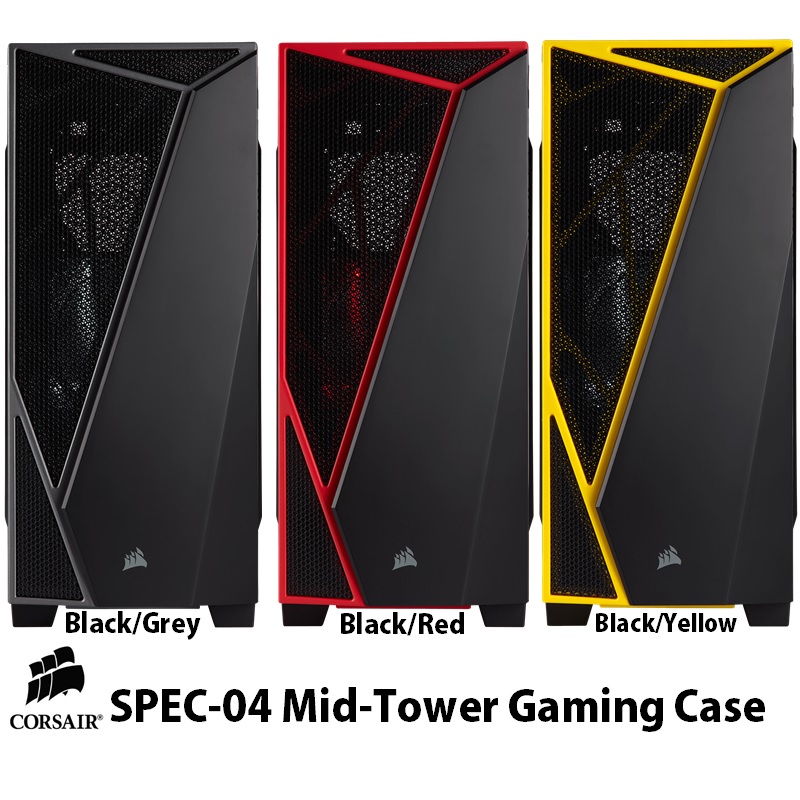 Black/Grey
Black/Red
Black/Yellow
CORSAIR®
SPEC-04 Mid-Tower Gaming Case